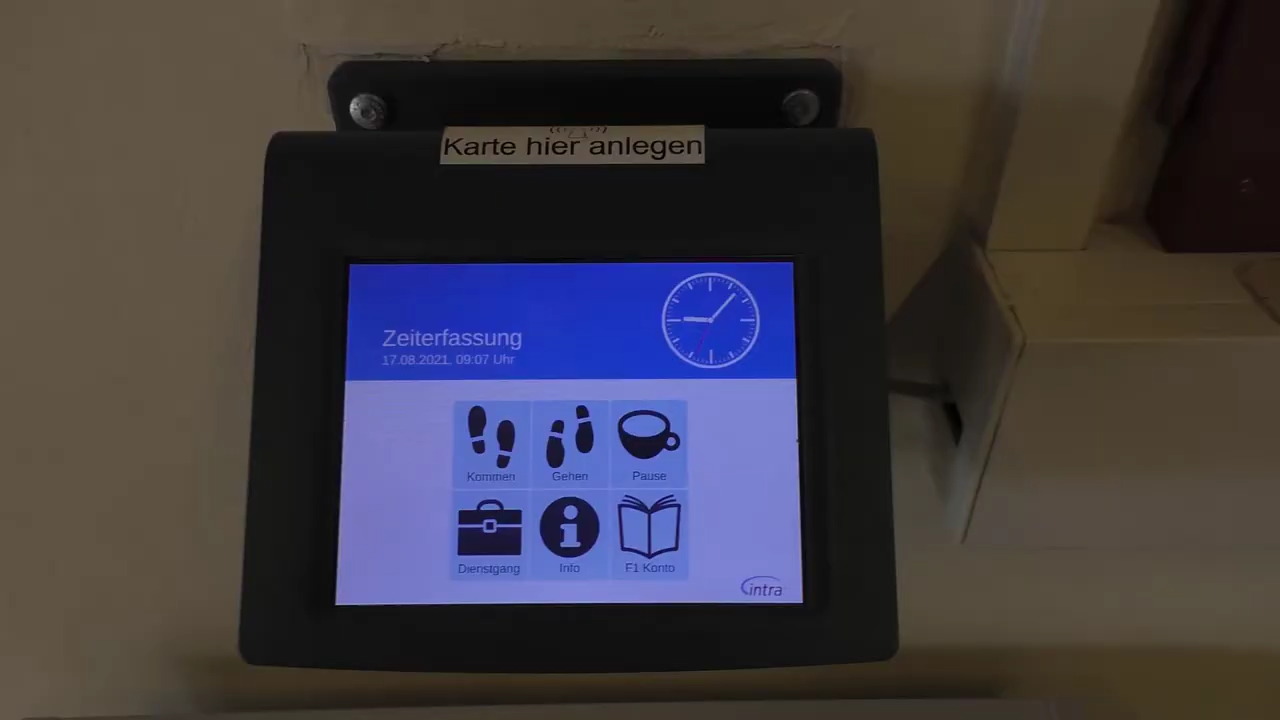 Karte hier anlegen
Zeiterfassung
17.08.2021, 09:07 Uhr
Kommen
Gehen
Pause
Dienstgang
Info
F1 Konto
intra